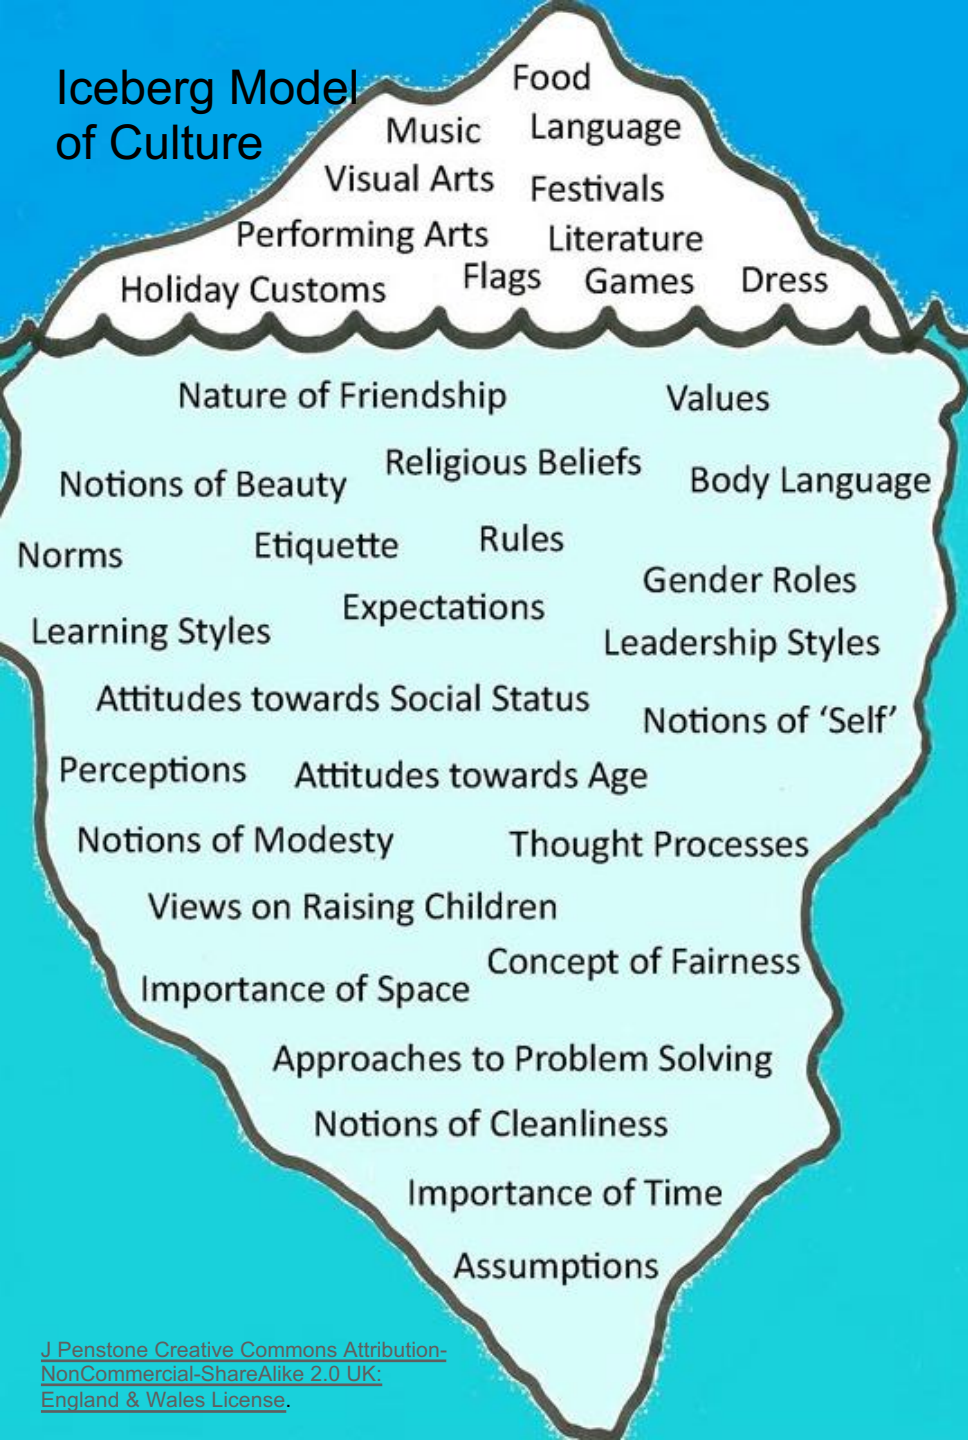 Iceberg Model
of Culture
Food
Music
Language
Visual Arts
Festivals
Performing Arts
Literature
Holiday Customs
Flags
Games
Dress
Nature of Friendship
Values
Notions of Beauty
Religious Beliefs
Body Language
Norms
Etiquette
Rules
Gender Roles
Expectations
Learning Styles
Leadership Styles
Attitudes towards Social Status
Notions of ‘Self’
Perceptions
Attitudes towards Age
Notions of Modesty
Thought Processes
Views on Raising Children
Concept of Fairness
Importance of Space
Approaches to Problem Solving
Notions of Cleanliness
Importance of Time
Assumptions
J Penstone Creative Commons Attribution-
NonCommercial-ShareAlike 2.0 UK:
England & Wales License.